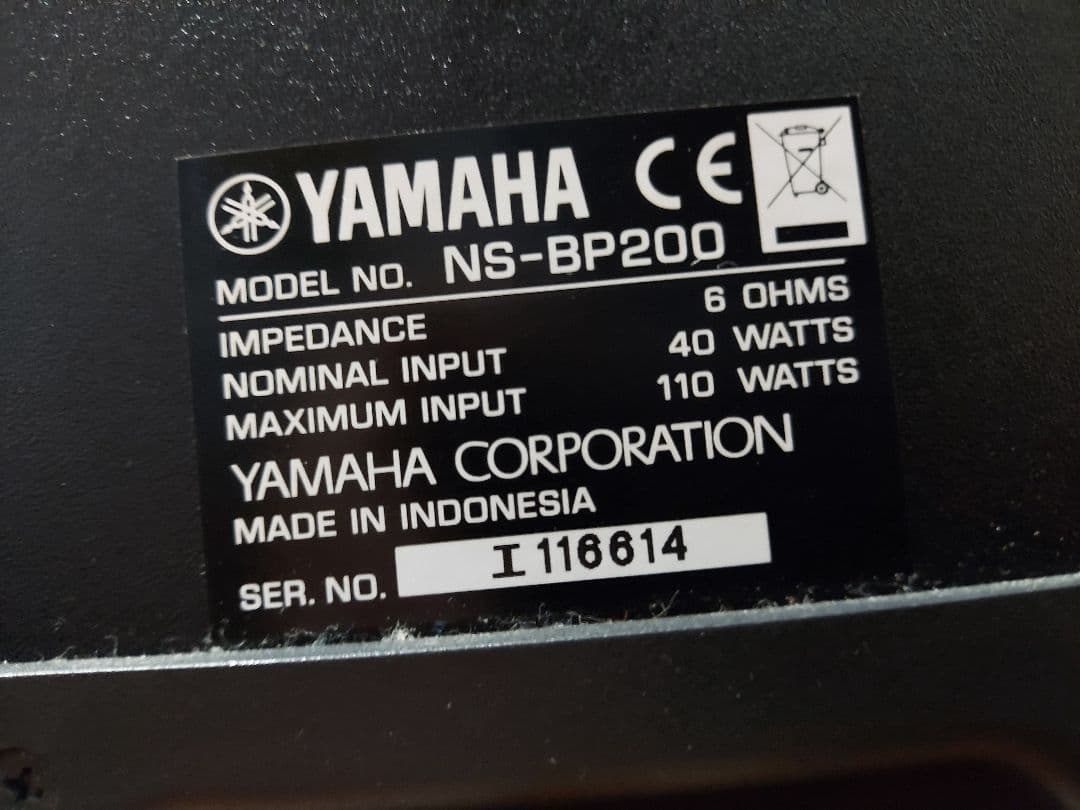 YAMAHA CE
MODEL NO. NS-BP200
IMPEDANCE 6 OHMS
NOMINAL INPUT 40 WATTS
MAXIMUM INPUT 110 WATTS
YAMAHA CORPORATION
MADE IN INDONESIA
SER. NO. I116614